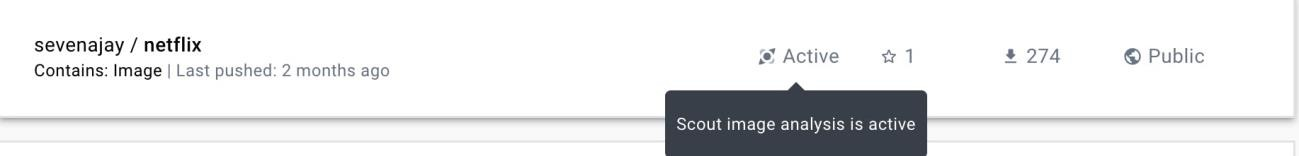 sevenajay / netflix
Contains: Image | Last pushed: 2 months ago
Active 1 274 Public
Scout image analysis is active